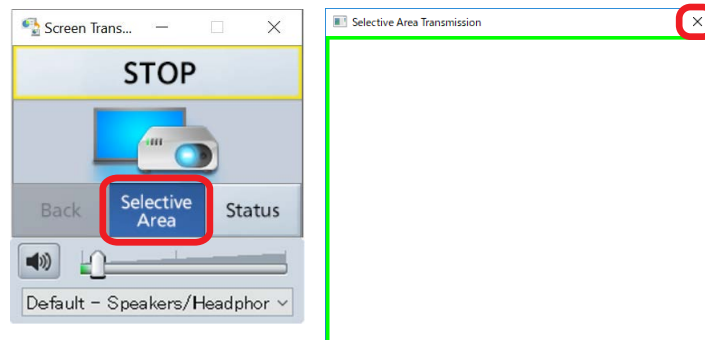 Screen Trans...
STOP
Back
Selective
Area
Status
Default - Speakers/Headphor
Selective Area Transmission